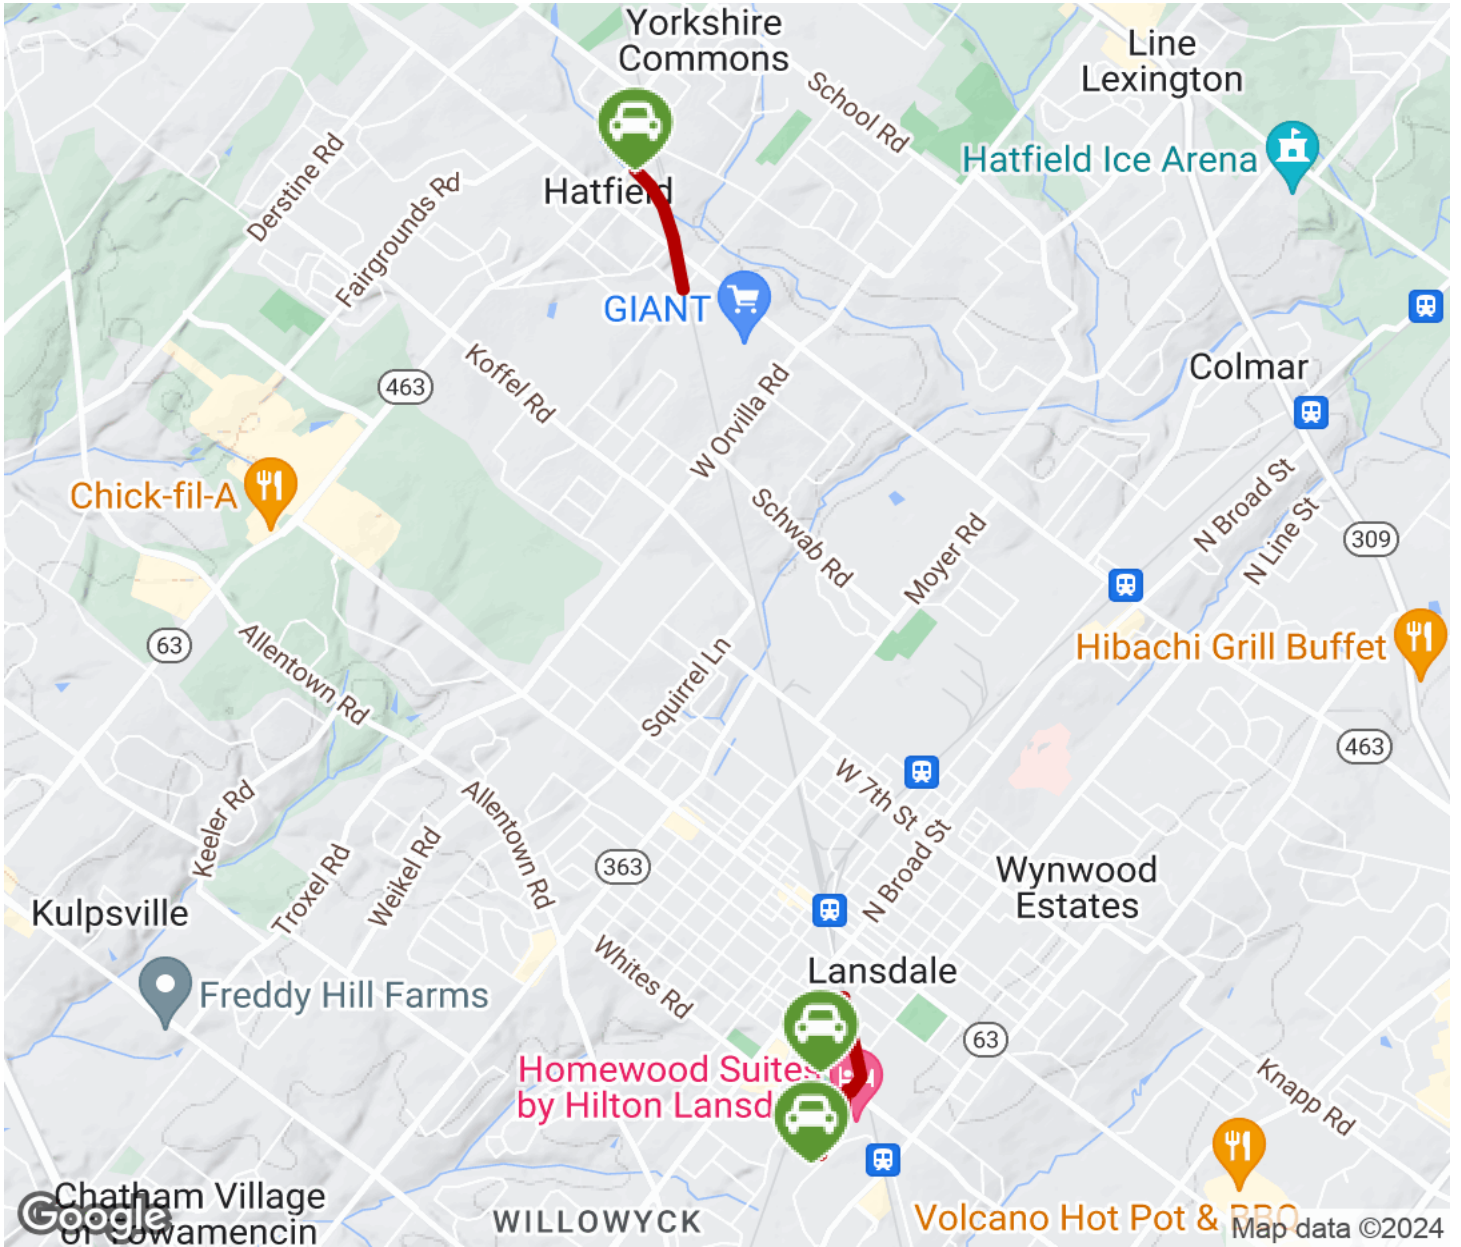 Yorkshire
Commons
Line
Lexington
School Rd
Hatfield Ice Arena
Derstine Rd
Hatfield
Fairgrounds Rd
GIANT
Koffel Rd
463
Colmar
W Orvilla Rd
Chick-fil-A
Schwab Rd
N Broad St
N Line St
309
Moyer Rd
63
Allentown Rd
Hibachi Grill Buffet
Squirrel Ln
463
W 7th St
Keeler Rd
Allentown Rd
Troxel Rd
Weikel Rd
363
N Broad St
Wynwood
Estates
Kulpsville
Whites Rd
Lansdale
Freddy Hill Farms
63
Homewood Suites
by Hilton Lansd
Knapp Rd
Chatham Village
of Towamencin
Google
WILLOWYCK
Volcano Hot Pot & BBQ
Map data ©2024